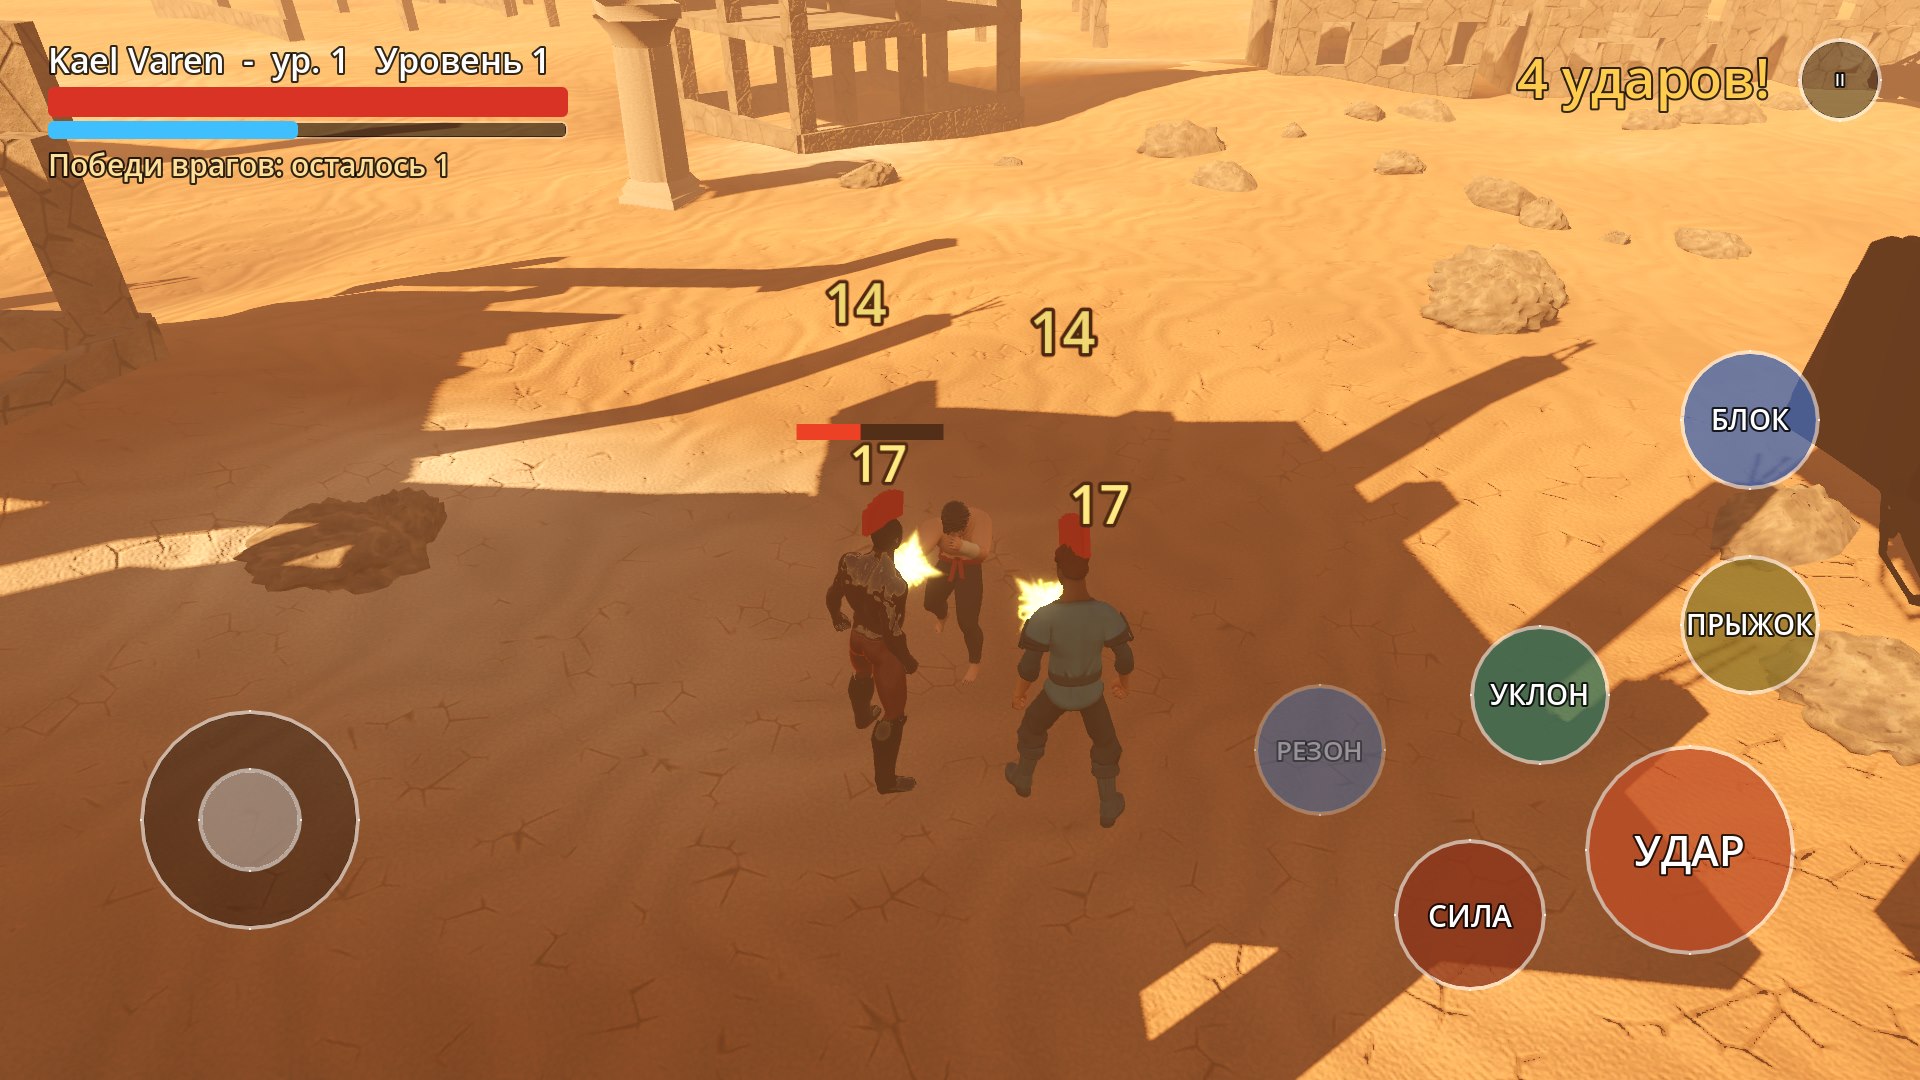 Kael Varen - ур. 1 Уровень 1
4 ударов!
II
Победи врагов: осталось 1
14
14
17
17
БЛОК
ПРЫЖОК
УКЛОН
РЕЗОН
УДАР
СИЛА